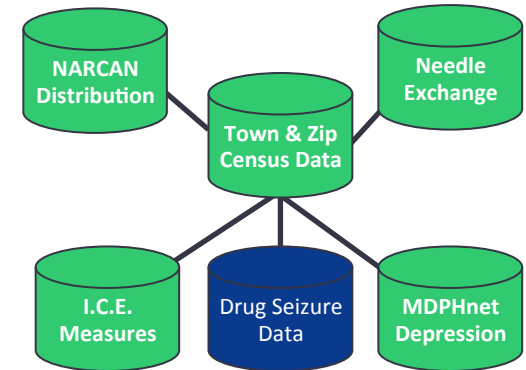 NARCAN
Distribution
Needle
Exchange
Town & Zip
Census Data
I.C.E.
Measures
Drug Seizure
Data
MDPHnet
Depression